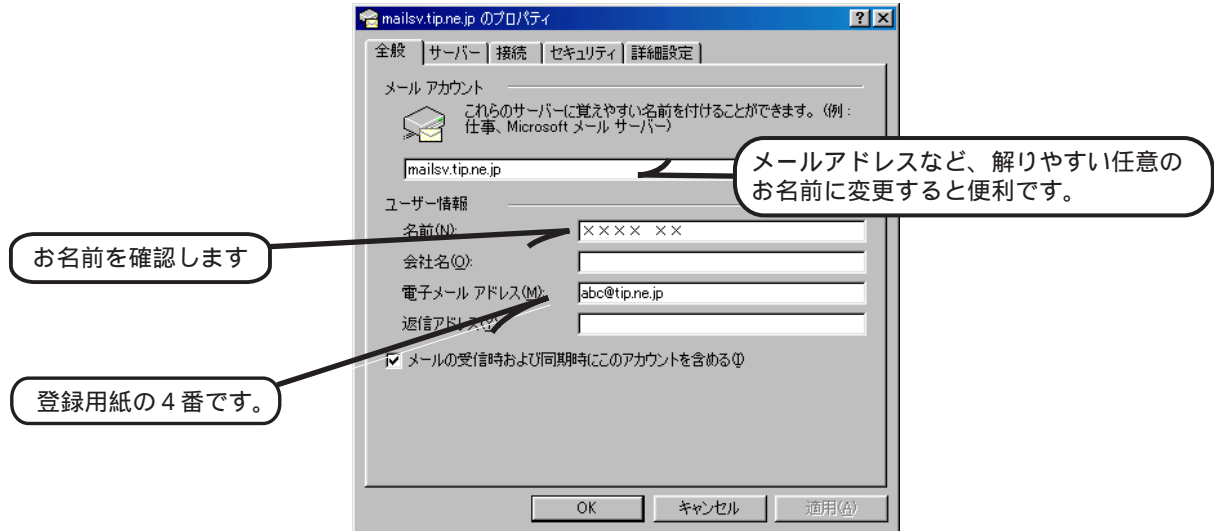 mailsv.tip.ne.jp のプロパティ
全般 サーバー 接続 セキュリティ 詳細設定
メール アカウント
これらのサーバーに覚えやすい名前を付けることができます。(例：
仕事、Microsoft メール サーバー)
mailsv.tip.ne.jp
メールアドレスなど、解りやすい任意の
お名前に変更すると便利です。
ユーザー情報
名前(N): ×××× ××
お名前を確認します
会社名(O):
電子メール アドレス(M): abc@tip.ne.jp
メールの受信時および同期時にこのアカウントを含める(I)
登録用紙の４番です。
OK キャンセル 適用(A)